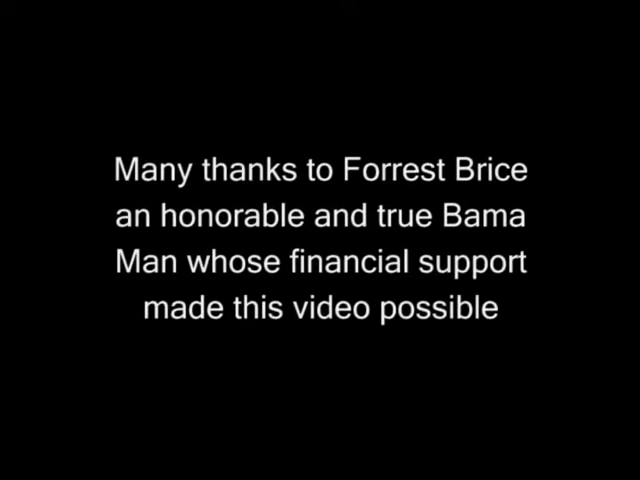 Many thanks to Forrest Brice
an honorable and true Bama
Man whose financial support
made this video possible